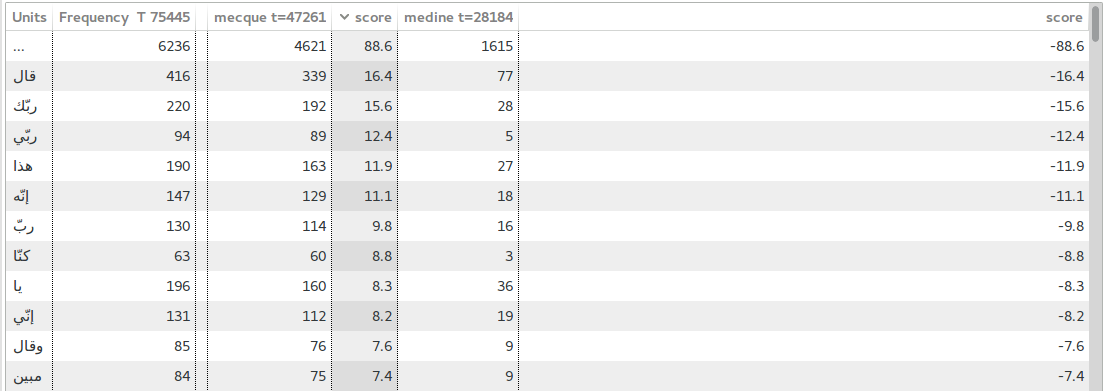 Units Frequency T 75445 mecque t=47261 score medine t=28184 score
... 6236 4621 88.6 1615 -88.6
قال 416 339 16.4 77 -16.4
ربّك 220 192 15.6 28 -15.6
ربّي 94 89 12.4 5 -12.4
هذا 190 163 11.9 27 -11.9
إنّه 147 129 11.1 18 -11.1
ربّ 130 114 9.8 16 -9.8
كنّا 63 60 8.8 3 -8.8
يا 196 160 8.3 36 -8.3
إنّي 131 112 8.2 19 -8.2
وقال 85 76 7.6 9 -7.6
مبين 84 75 7.4 9 -7.4